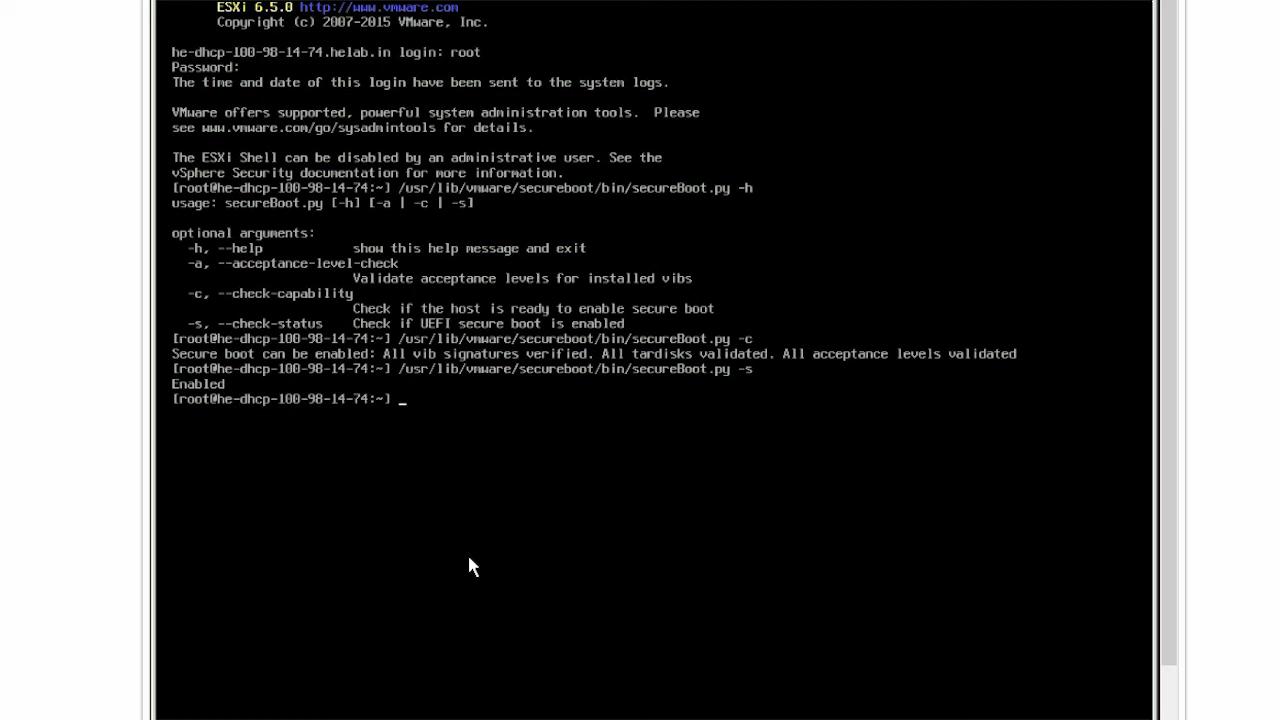 ESXi 6.5.0 http://www.vmware.com
Copyright (c) 2007-2015 VMware, Inc.
he-dhcp-100-98-14-74.helab.in login: root
Password:
The time and date of this login have been sent to the system logs.
VMware offers supported, powerful system administration tools.  Please
see www.vmware.com/go/sysadmintools for details.
The ESXi Shell can be disabled by an administrative user. See the
vSphere Security documentation for more information.
[root@he-dhcp-100-98-14-74:~] /usr/lib/vmware/secureboot/bin/secureBoot.py -h
usage: secureBoot.py [-h] [-a | -c | -s]
optional arguments:
-h, --help            show this help message and exit
-a, --acceptance-level-check
Validate acceptance levels for installed vibs
-c, --check-capability
Check if the host is ready to enable secure boot
-s, --check-status    Check if UEFI secure boot is enabled
[root@he-dhcp-100-98-14-74:~] /usr/lib/vmware/secureboot/bin/secureBoot.py -c
Secure boot can be enabled: All vib signatures verified. All tardisks validated. All acceptance levels validated
[root@he-dhcp-100-98-14-74:~] /usr/lib/vmware/secureboot/bin/secureBoot.py -s
Enabled
[root@he-dhcp-100-98-14-74:~] _